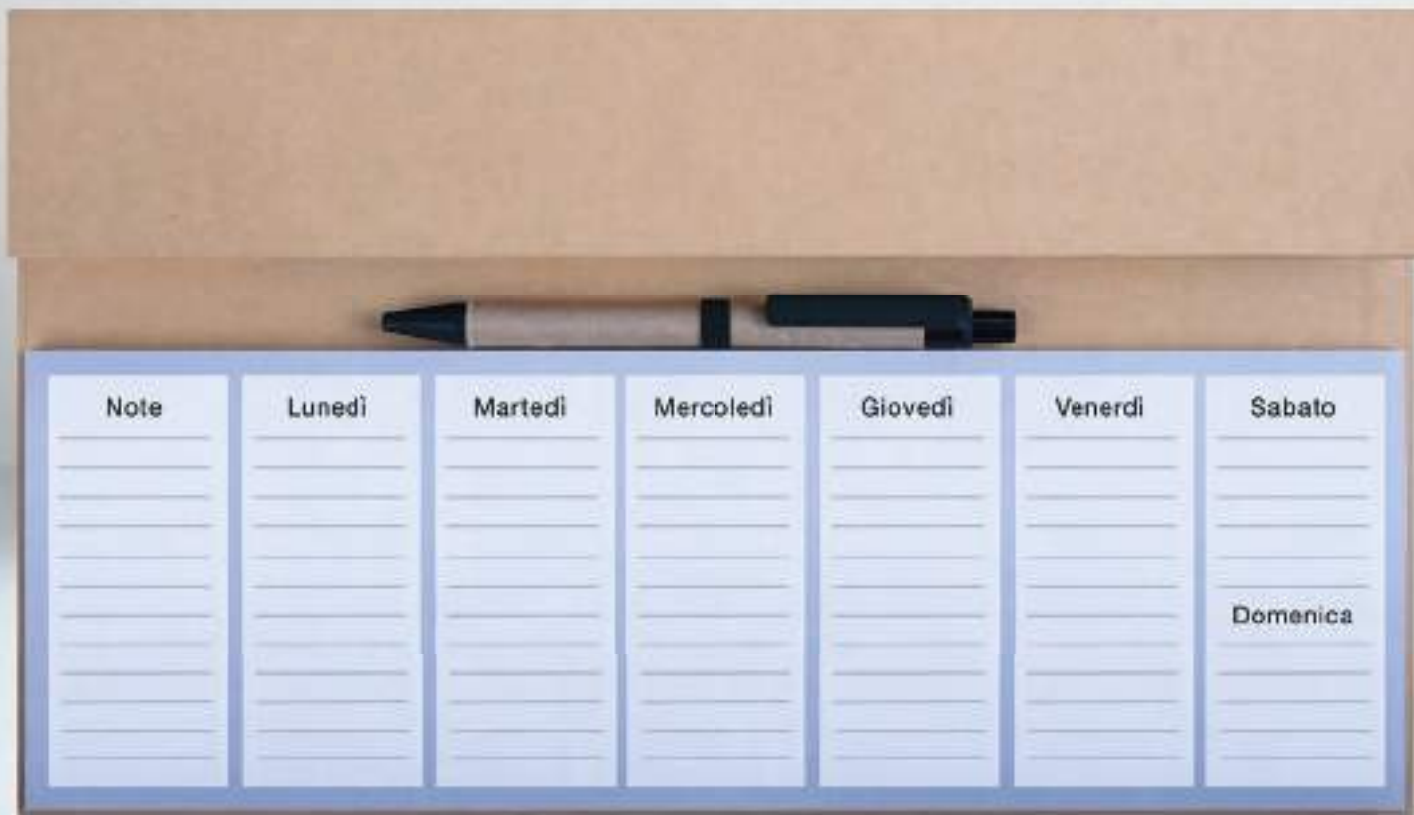 Note
Lunedì
Martedì
Mercoledì
Giovedì
Venerdì
Sabato
Domenica